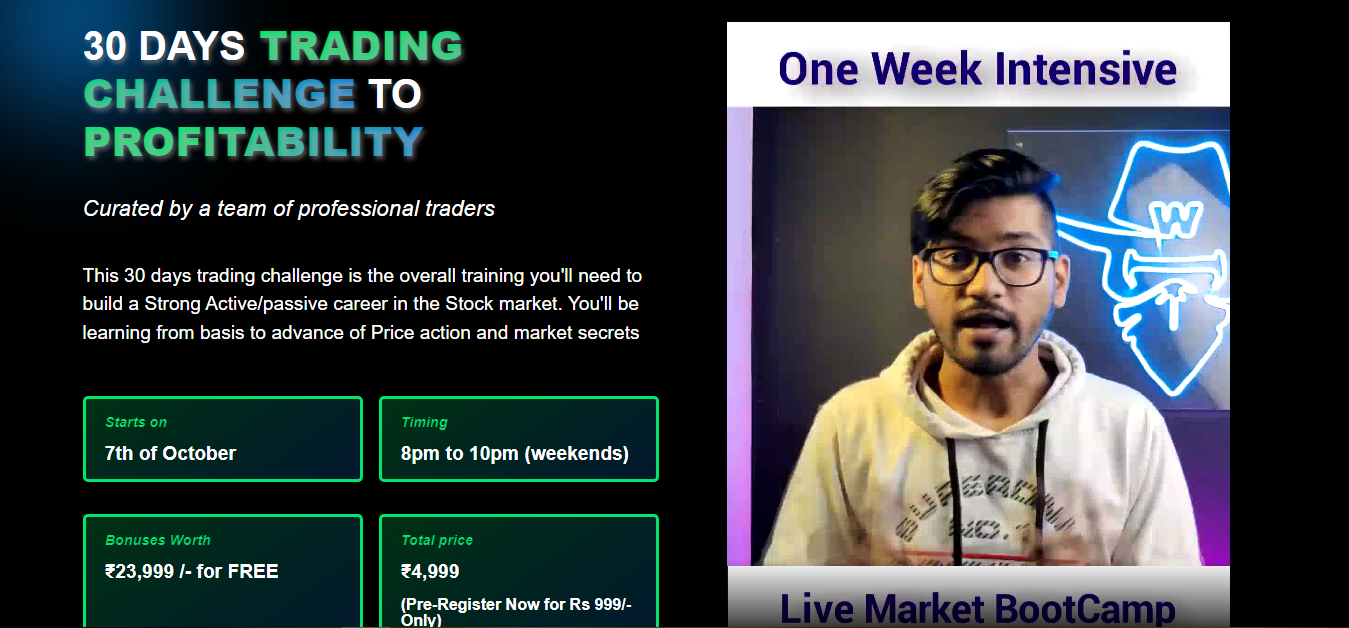 30 DAYS TRADING
CHALLENGE TO
PROFITABILITY
Curated by a team of professional traders
This 30 days trading challenge is the overall training you'll need to
build a Strong Active/passive career in the Stock market. You'll be
learning from basis to advance of Price action and market secrets
Starts on
7th of October
Timing
8pm to 10pm (weekends)
Bonuses Worth
₹23,999 /- for FREE
Total price
₹4,999
(Pre-Register Now for Rs 999/-
Only)
One Week Intensive
W
Live Market BootCamp